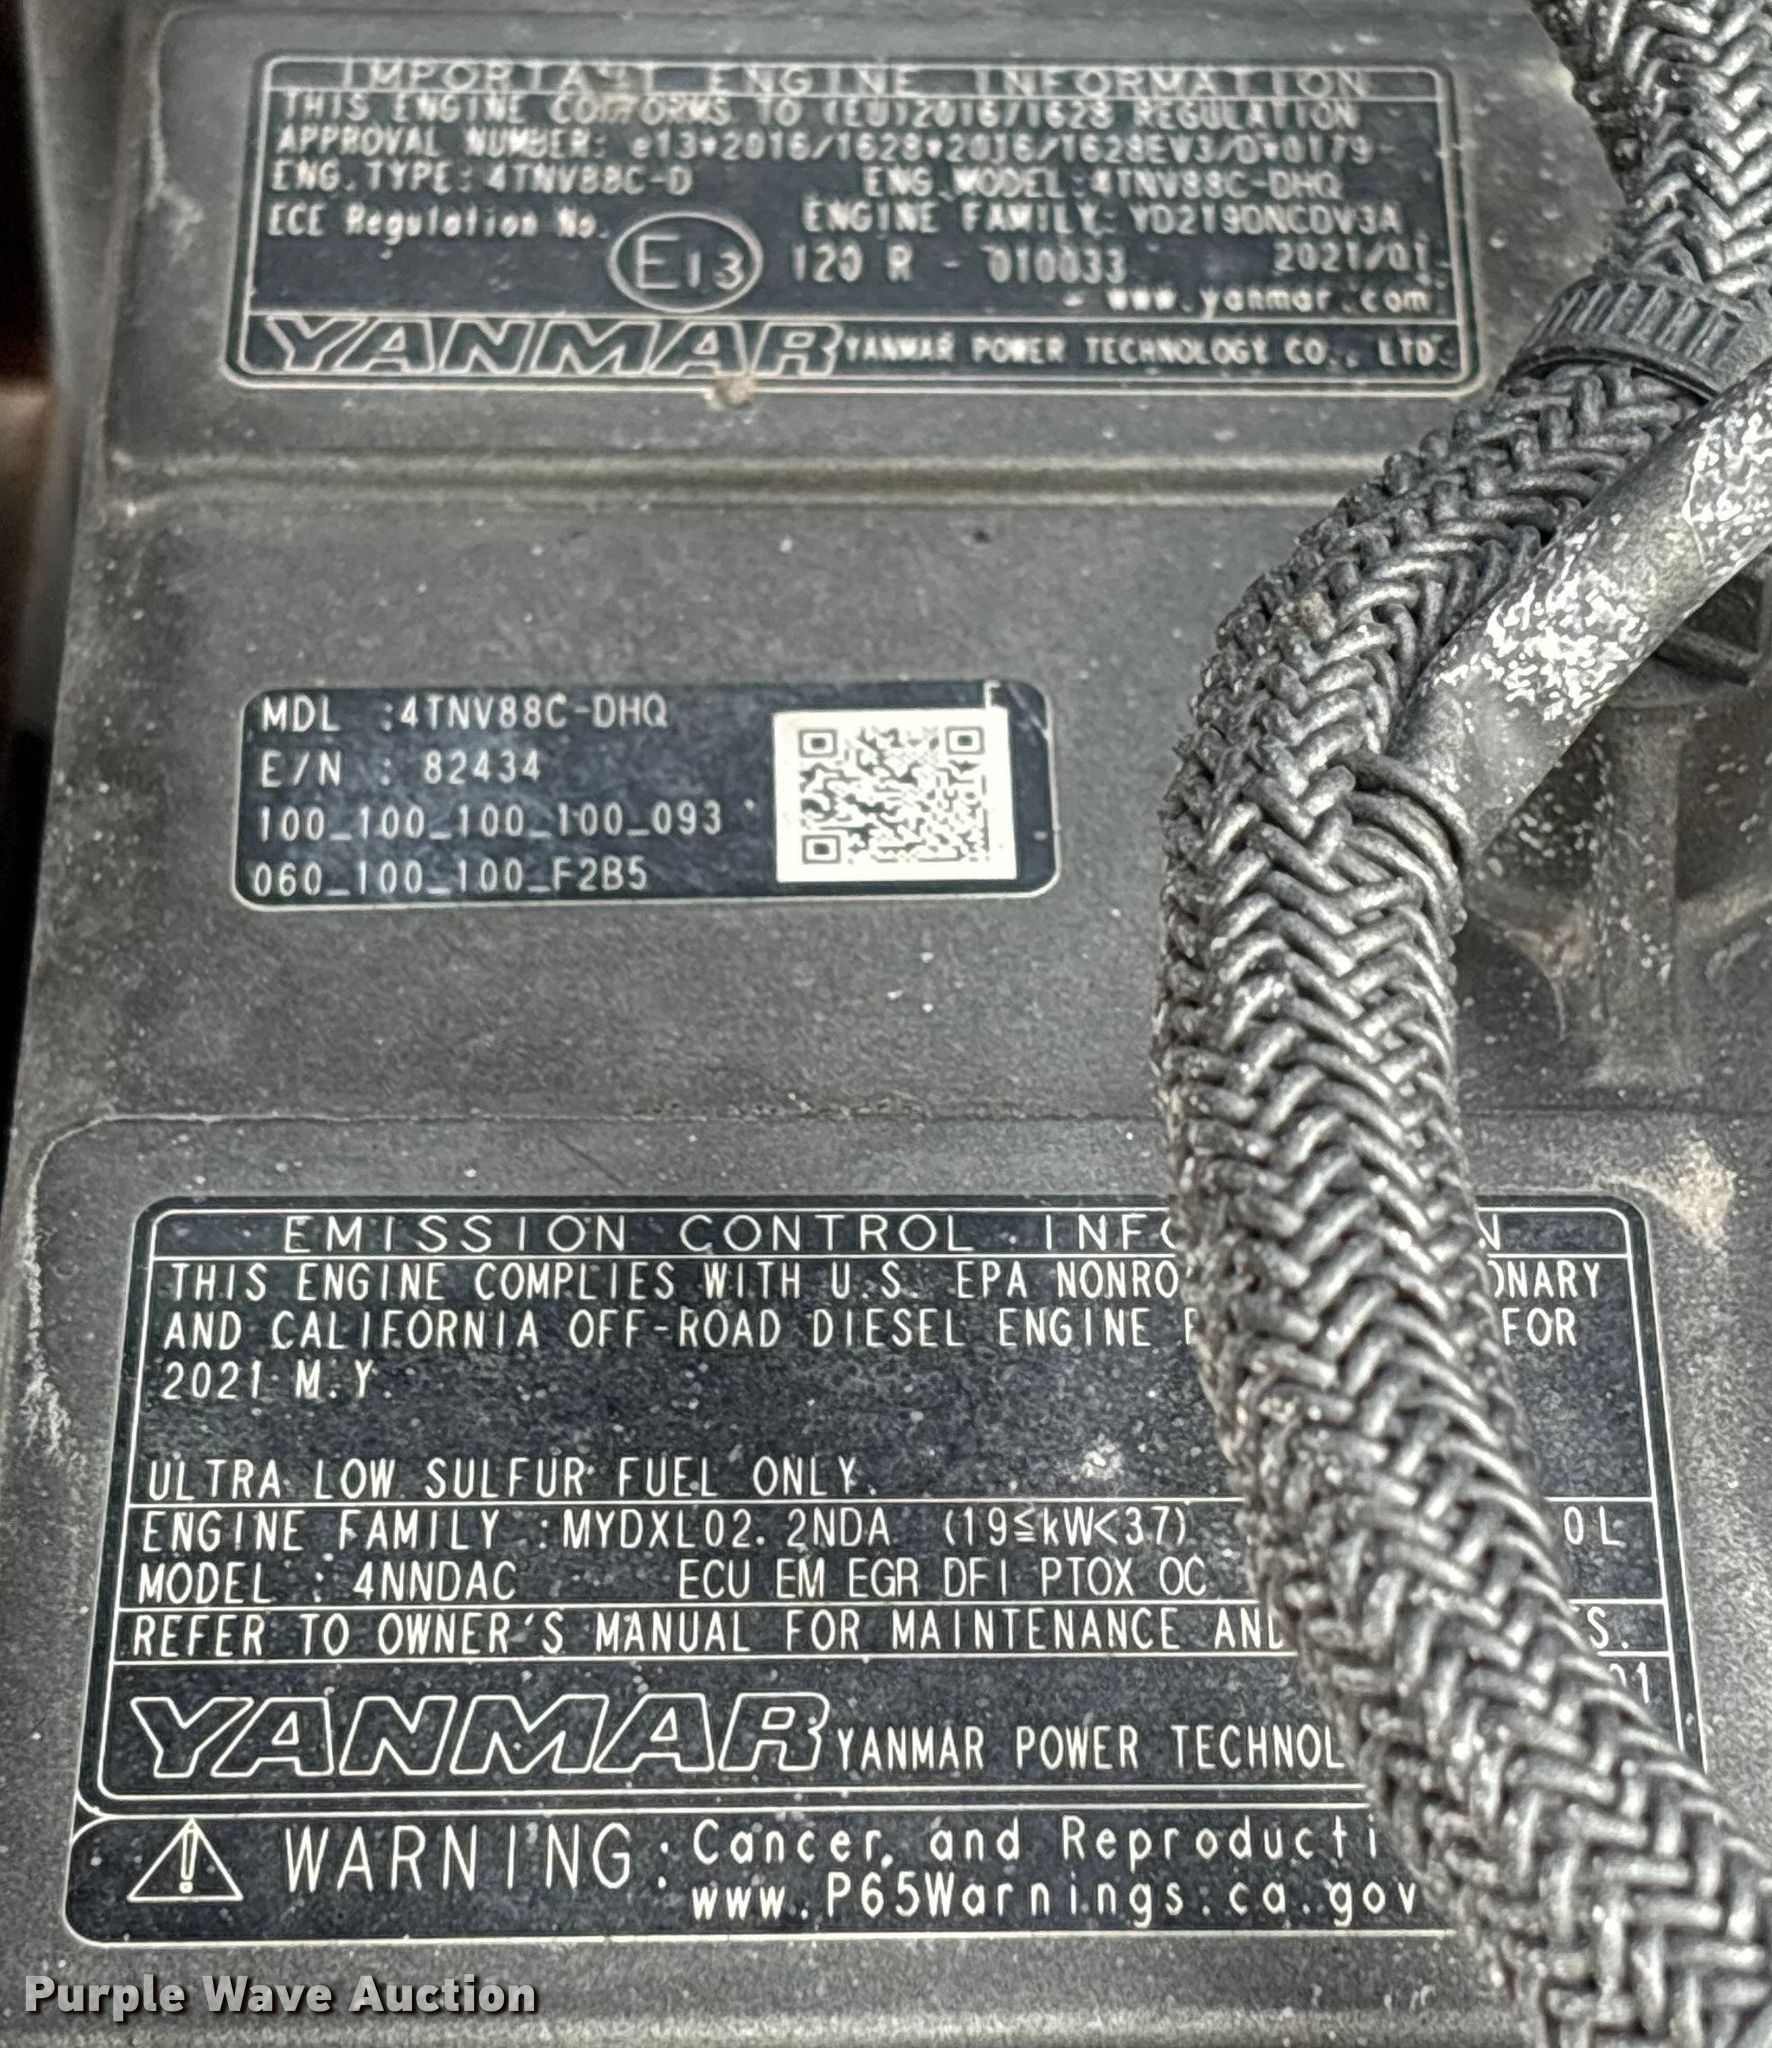 IMPORTANT ENGINE INFORMATION
THIS ENGINE CONFORMS TO (EU)2016/1628 REGULATION
APPROVAL NUMBER: e13*2016/1628*2016/1628EV3/D*0179
ENG.TYPE:4TNV88C-D ENG.MODEL:4TNV88C-DHQ
ECE Regulation No. ENGINE FAMILY: YD2T9DNCDV3A
E13 120 R - 010033 2021/01
www.yanmar.com
YANMAR YANMAR POWER TECHNOLOGY CO., LTD.
MDL :4TNV88C-DHQ
E/N : 82434
100_100_100_100_093
060_100_100_F2B5
EMISSION CONTROL INFO N
THIS ENGINE COMPLIES WITH U.S. EPA NONRO ONARY
AND CALIFORNIA OFF-ROAD DIESEL ENGINE FOR
2021 M.Y.
ULTRA LOW SULFUR FUEL ONLY.
ENGINE FAMILY :MYDXL02.2NDA (19≦kW<37) 0L
MODEL : 4NNDAC ECU EM EGR DFI PTOX OC
REFER TO OWNER'S MANUAL FOR MAINTENANCE AND S.
01
YANMAR YANMAR POWER TECHNOL
WARNING: Cancer, and Reproducti
www.P65Warnings.ca.gov
Purple Wave Auction